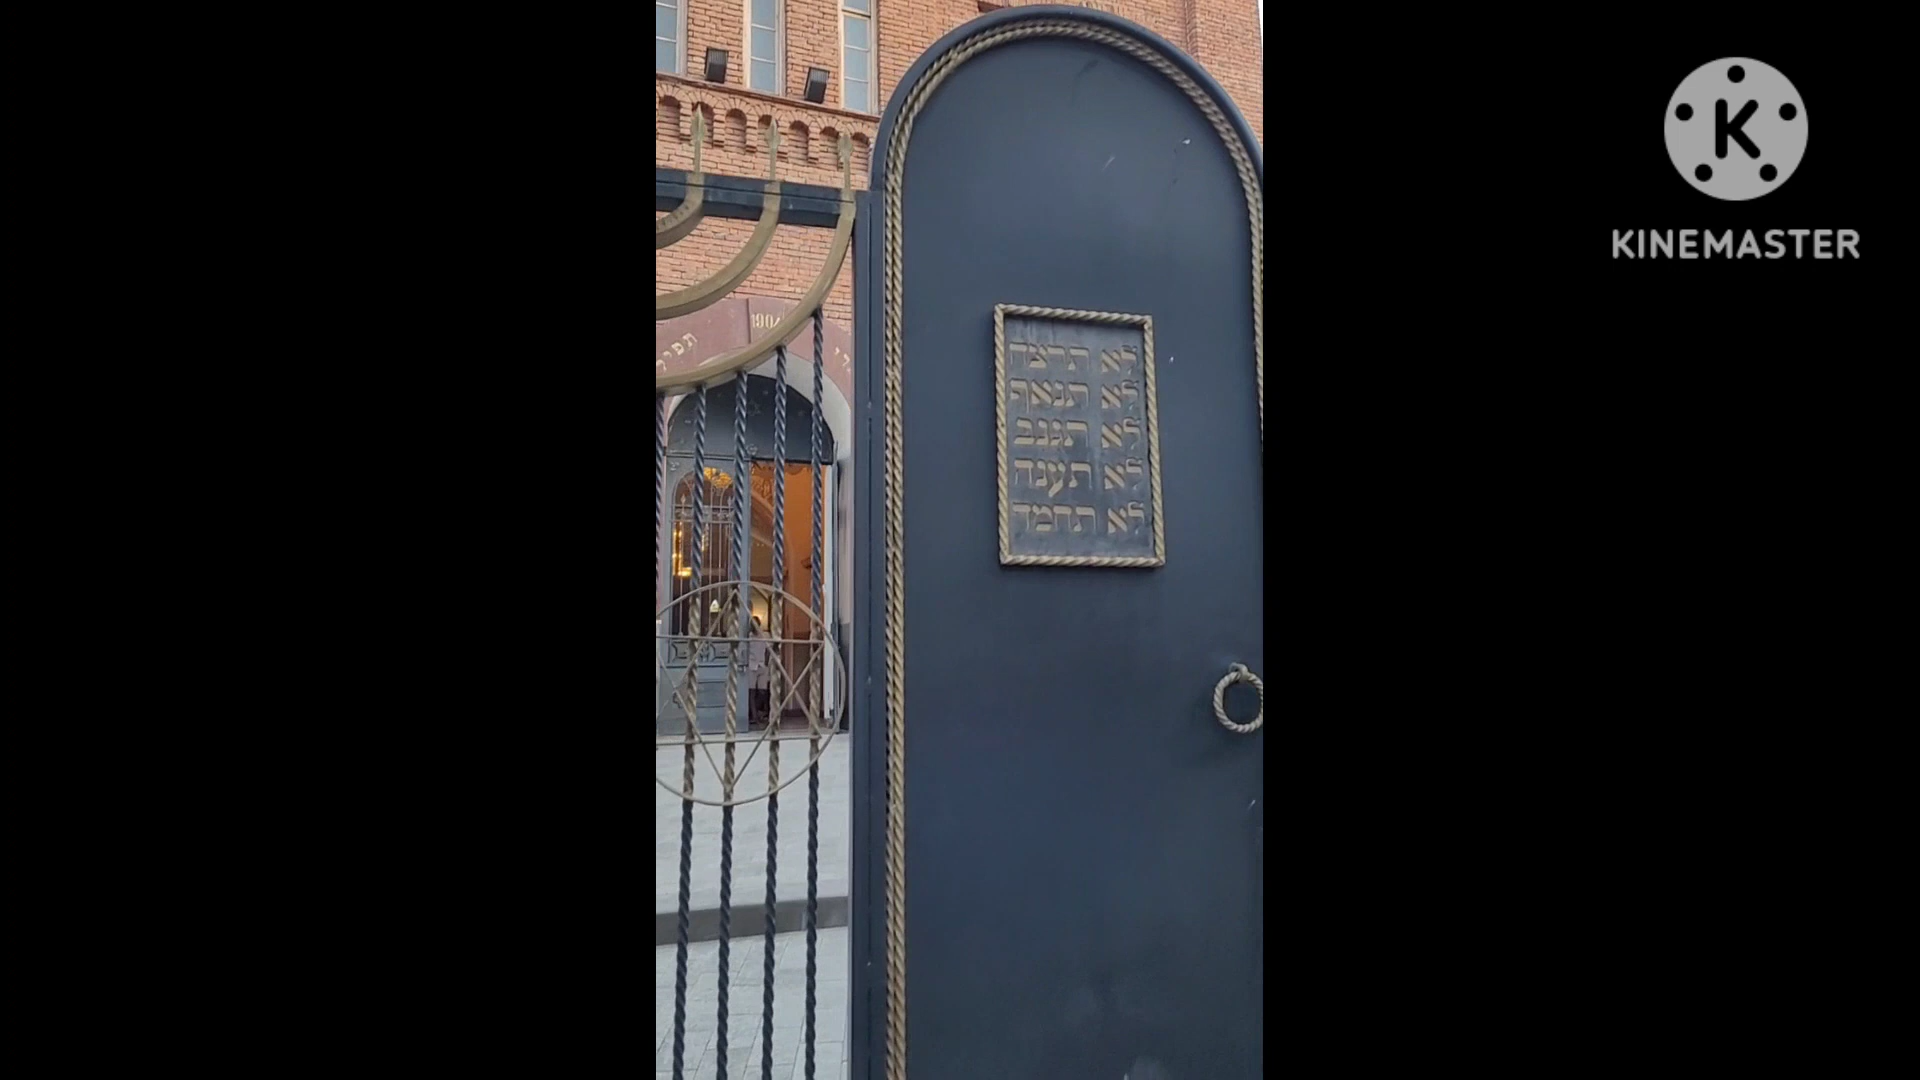 לא תרצח
לא תנאף
לא תגנב
לא תענה
לא תחמד
1904
KINEMASTER